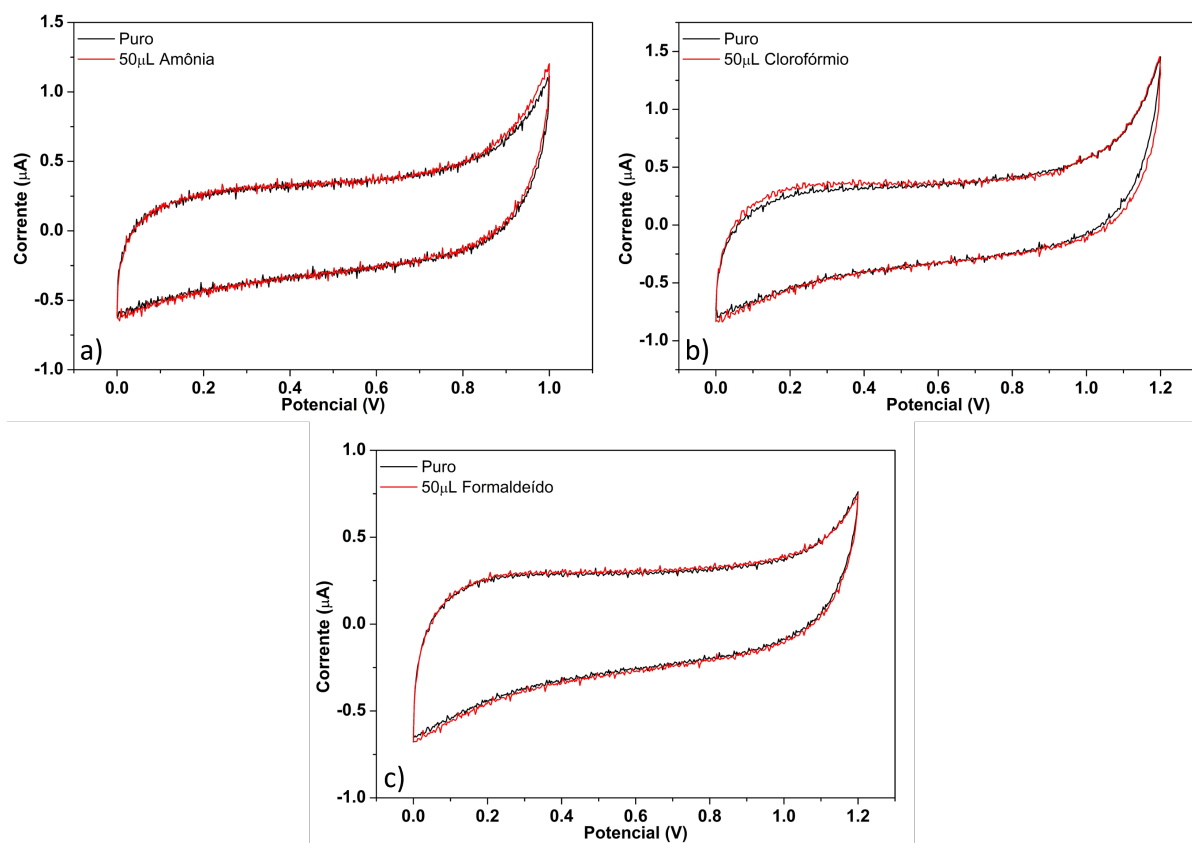 Puro
50μL Amônia
1.5
1.0
0.5
0.0
-0.5
-1.0
Corrente (μA)
a)
0.0 0.2 0.4 0.6 0.8 1.0
Potencial (V)
Puro
50μL Clorofórmio
1.5
1.0
0.5
0.0
-0.5
-1.0
Corrente (μA)
b)
0.0 0.2 0.4 0.6 0.8 1.0 1.2
Potencial (V)
Puro
50μL Formaldeído
1.0
0.5
0.0
-0.5
-1.0
Corrente (μA)
c)
0.0 0.2 0.4 0.6 0.8 1.0 1.2
Potencial (V)